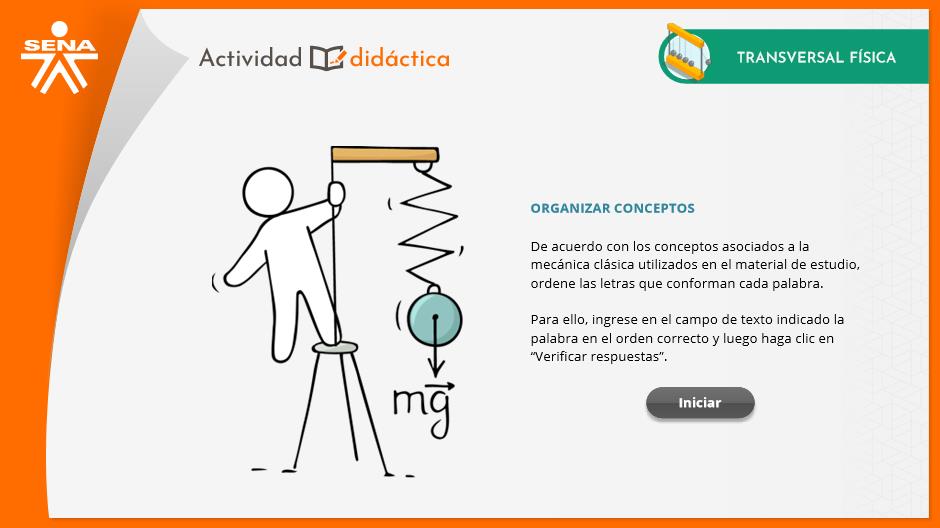 SENA
Actividad didáctica
TRANSVERSAL FÍSICA
ORGANIZAR CONCEPTOS
De acuerdo con los conceptos asociados a la
mecánica clásica utilizados en el material de estudio,
ordene las letras que conforman cada palabra.
Para ello, ingrese en el campo de texto indicado la
palabra en el orden correcto y luego haga clic en
“Verificar respuestas”.
mg⃗
Iniciar